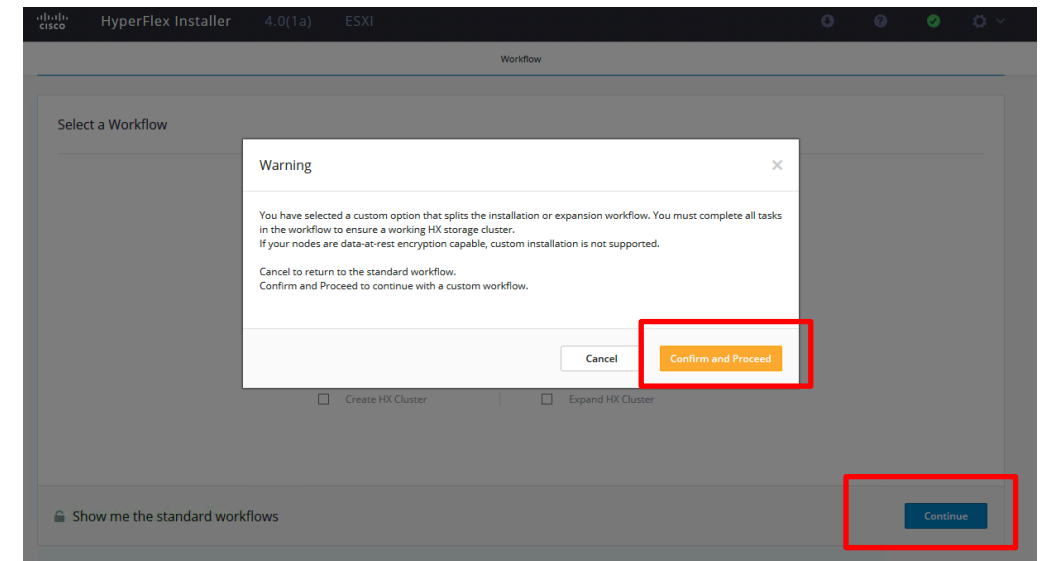 cisco
HyperFlex Installer 4.0(1a) ESXI
Workflow
Select a Workflow
Warning
You have selected a custom option that splits the installation or expansion workflow. You must complete all tasks
in the workflow to ensure a working HX storage cluster.
If your nodes are data-at-rest encryption capable, custom installation is not supported.
Cancel to return to the standard workflow.
Confirm and Proceed to continue with a custom workflow.
Cancel Confirm and Proceed
Create HX Cluster Expand HX Cluster
Show me the standard workflows Continue